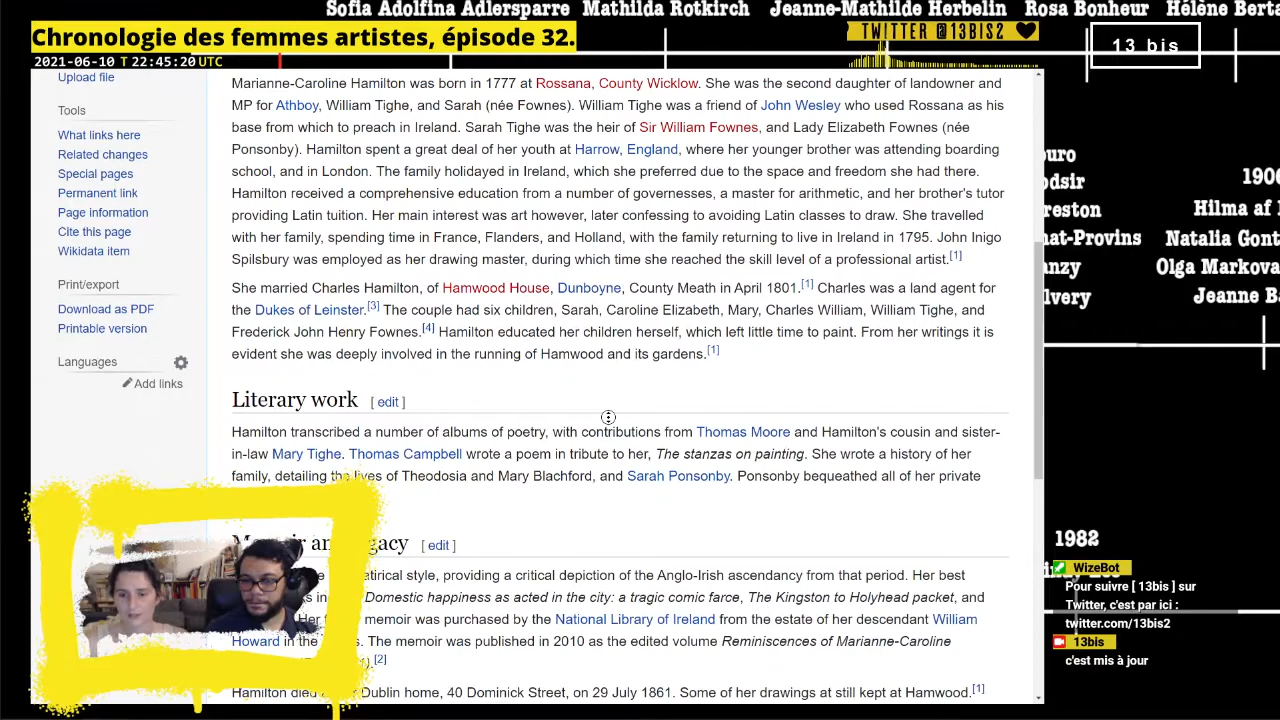 Sofia Adolfina Adlersparre Mathilda Rotkirch Jeanne-Mathilde Herbelin Rosa Bonheur Hélène Berta
Chronologie des femmes artistes, épisode 32.
TWITTER @13BIS2
13 bis
2021-06-10 T 22:45:20 UTC
Upload file
Tools
What links here
Related changes
Special pages
Permanent link
Page information
Cite this page
Wikidata item
Print/export
Download as PDF
Printable version
Languages
Add links
Marianne-Caroline Hamilton was born in 1777 at Rossana, County Wicklow. She was the second daughter of landowner and
MP for Athboy, William Tighe, and Sarah (née Fownes). William Tighe was a friend of John Wesley who used Rossana as his
base from which to preach in Ireland. Sarah Tighe was the heir of Sir William Fownes, and Lady Elizabeth Fownes (née
Ponsonby). Hamilton spent a great deal of her youth at Harrow, England, where her younger brother was attending boarding
school, and in London. The family holidayed in Ireland, which she preferred due to the space and freedom she had there.
Hamilton received a comprehensive education from a number of governesses, a master for arithmetic, and her brother's tutor
providing Latin tuition. Her main interest was art however, later confessing to avoiding Latin classes to draw. She travelled
with her family, spending time in France, Flanders, and Holland, with the family returning to live in Ireland in 1795. John Inigo
Spilsbury was employed as her drawing master, during which time she reached the skill level of a professional artist.[1]
She married Charles Hamilton, of Hamwood House, Dunboyne, County Meath in April 1801.[1] Charles was a land agent for
the Dukes of Leinster.[3] The couple had six children, Sarah, Caroline Elizabeth, Mary, Charles William, William Tighe, and
Frederick John Henry Fownes.[4] Hamilton educated her children herself, which left little time to paint. From her writings it is
evident she was deeply involved in the running of Hamwood and its gardens.[1]
Literary work [ edit ]
Hamilton transcribed a number of albums of poetry, with contributions from Thomas Moore and Hamilton's cousin and sister-
in-law Mary Tighe. Thomas Campbell wrote a poem in tribute to her, The stanzas on painting. She wrote a history of her
family, detailing the lives of Theodosia and Mary Blachford, and Sarah Ponsonby. Ponsonby bequeathed all of her private
[ edit ]
satirical style, providing a critical depiction of the Anglo-Irish ascendancy from that period. Her best
Domestic happiness as acted in the city: a tragic comic farce, The Kingston to Holyhead packet, and
memoir was purchased by the National Library of Ireland from the estate of her descendant William
Howard in the The memoir was published in 2010 as the edited volume Reminiscences of Marianne-Caroline
[2]
Hamilton died Dublin home, 40 Dominick Street, on 29 July 1861. Some of her drawings at still kept at Hamwood.[1]
ouro
odsir
reston
nat-Provins
anzy
lvery
1906
Hilma af
Natalia Gont
Olga Markova
Jeanne Ba
1982
WizeBot
Pour suivre [ 13bis ] sur
Twitter, c'est par ici :
twitter.com/13bis2
13bis
c'est mis à jour